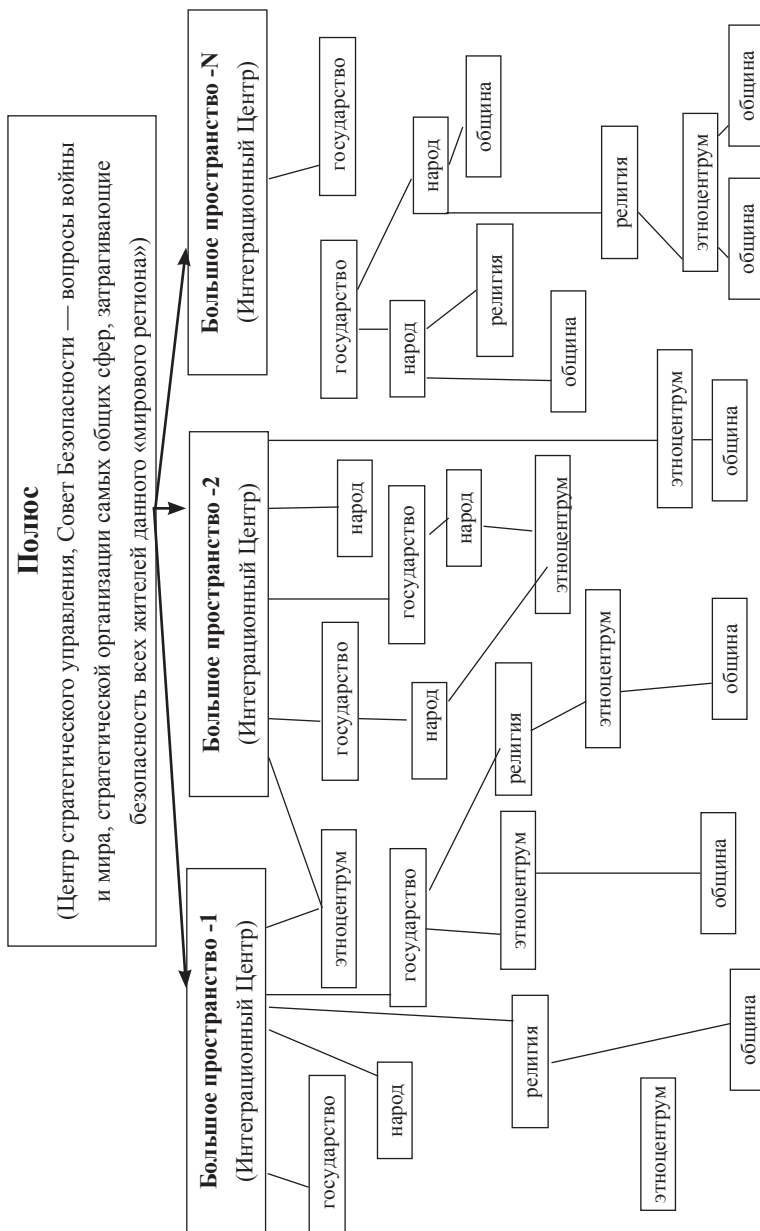 Полюс
(Центр стратегического управления, Совет Безопасности — вопросы войны
и мира, стратегической организации самых общих сфер, затрагивающие
безопасность всех жителей данного «мирового региона»)
Большое пространство -1
(Интеграционный Центр)
Большое пространство -2
(Интеграционный Центр)
Большое пространство -N
(Интеграционный Центр)
государство
этноцентрум
государство
народ
государство
государство
народ
государство
народ
государство
народ
народ
народ
община
религия
этноцентрум
религия
этноцентрум
религия
община
этноцентрум
религия
этноцентрум
этноцентрум
этноцентрум
община
община
община
община
община
община